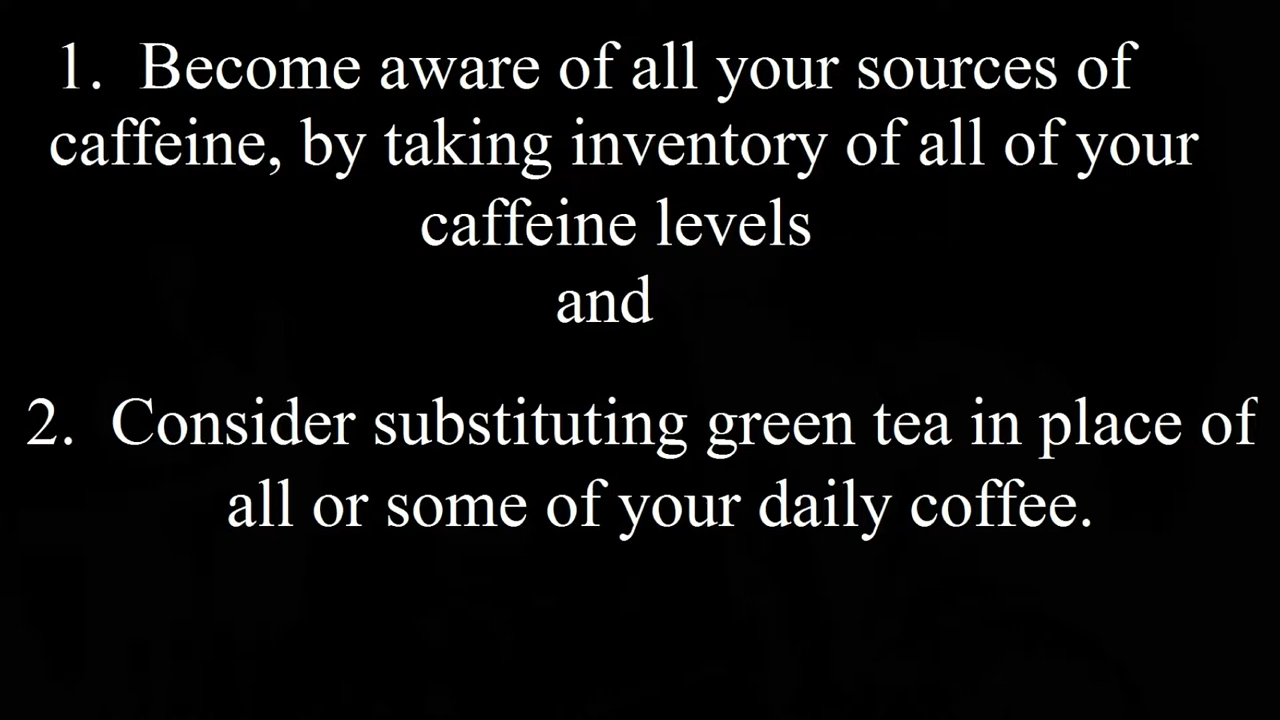 1. Become aware of all your sources of
caffeine, by taking inventory of all of your
caffeine levels
and
2. Consider substituting green tea in place of
all or some of your daily coffee.